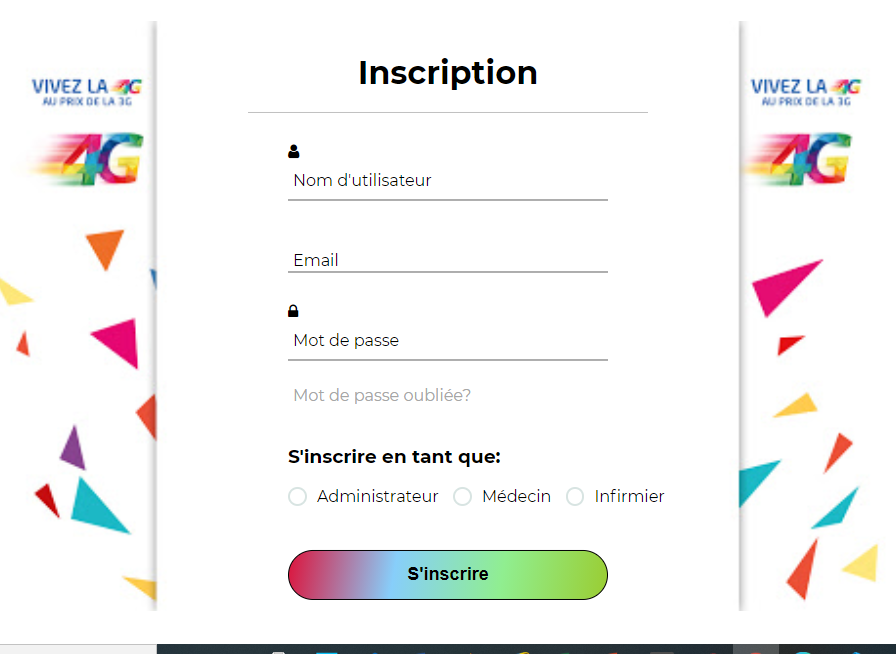 Inscription
VIVEZ LA 4G
AU PRIX DE LA 3G
4G
Nom d'utilisateur
Email
Mot de passe
Mot de passe oubliée?
S'inscrire en tant que:
Administrateur Médecin Infirmier
S'inscrire
VIVEZ LA 4G
AU PRIX DE LA 3G
4G